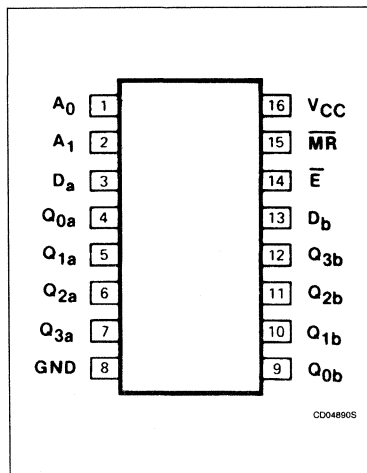 A0 1 16 VCC
A1 2 15 M̅R̅
Da 3 14 E̅
Q0a 4 13 Db
Q1a 5 12 Q3b
Q2a 6 11 Q2b
Q3a 7 10 Q1b
GND 8 9 Q0b
CD04890S